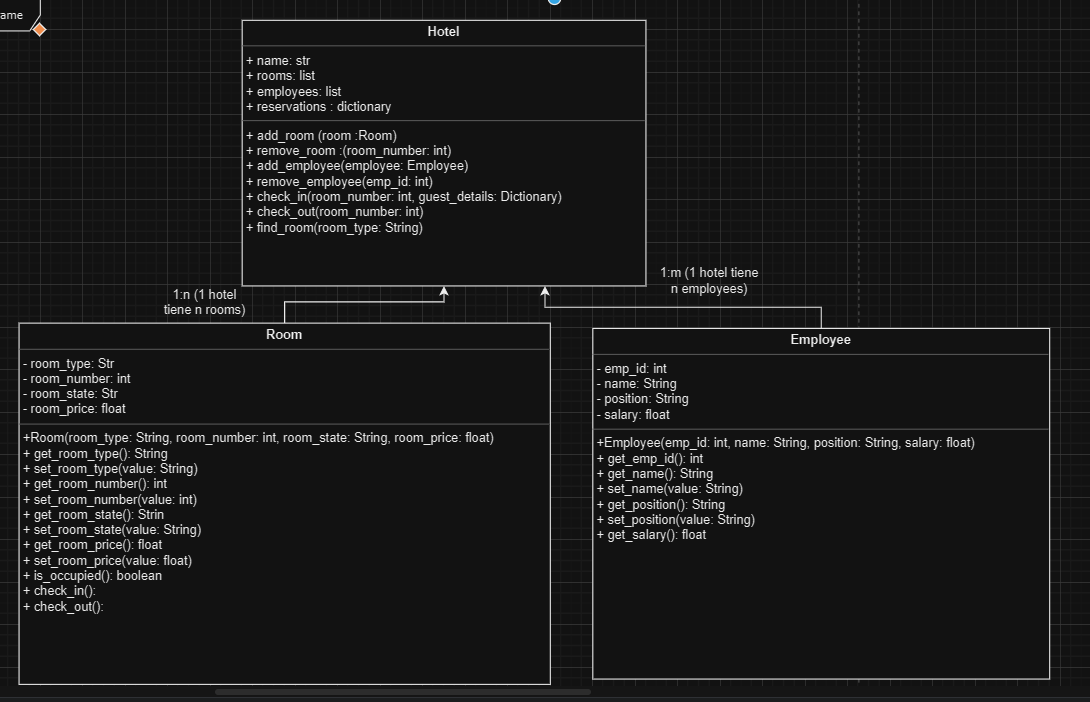 ame
Hotel
+ name: str
+ rooms: list
+ employees: list
+ reservations : dictionary
+ add_room (room :Room)
+ remove_room :(room_number: int)
+ add_employee(employee: Employee)
+ remove_employee(emp_id: int)
+ check_in(room_number: int, guest_details: Dictionary)
+ check_out(room_number: int)
+ find_room(room_type: String)
1:n (1 hotel
tiene n rooms)
1:m (1 hotel tiene
n employees)
Room
- room_type: Str
- room_number: int
- room_state: Str
- room_price: float
+Room(room_type: String, room_number: int, room_state: String, room_price: float)
+ get_room_type(): String
+ set_room_type(value: String)
+ get_room_number(): int
+ set_room_number(value: int)
+ get_room_state(): Strin
+ set_room_state(value: String)
+ get_room_price(): float
+ set_room_price(value: float)
+ is_occupied(): boolean
+ check_in():
+ check_out():
Employee
- emp_id: int
- name: String
- position: String
- salary: float
+Employee(emp_id: int, name: String, position: String, salary: float)
+ get_emp_id(): int
+ get_name(): String
+ set_name(value: String)
+ get_position(): String
+ set_position(value: String)
+ get_salary(): float